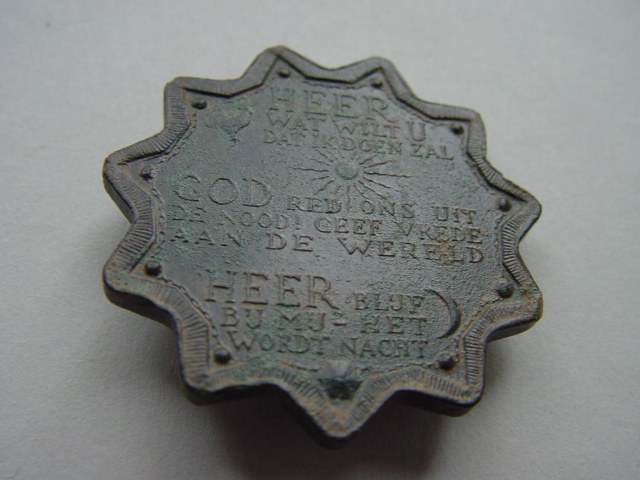 HEER
WAT WILT U
DAT IK DOEN ZAL
GOD RED ONS UIT
DE NOOD! GEEF VREDE
AAN DE WERELD
HEER BLIJF
BIJ MIJ - HET
WORDT NACHT